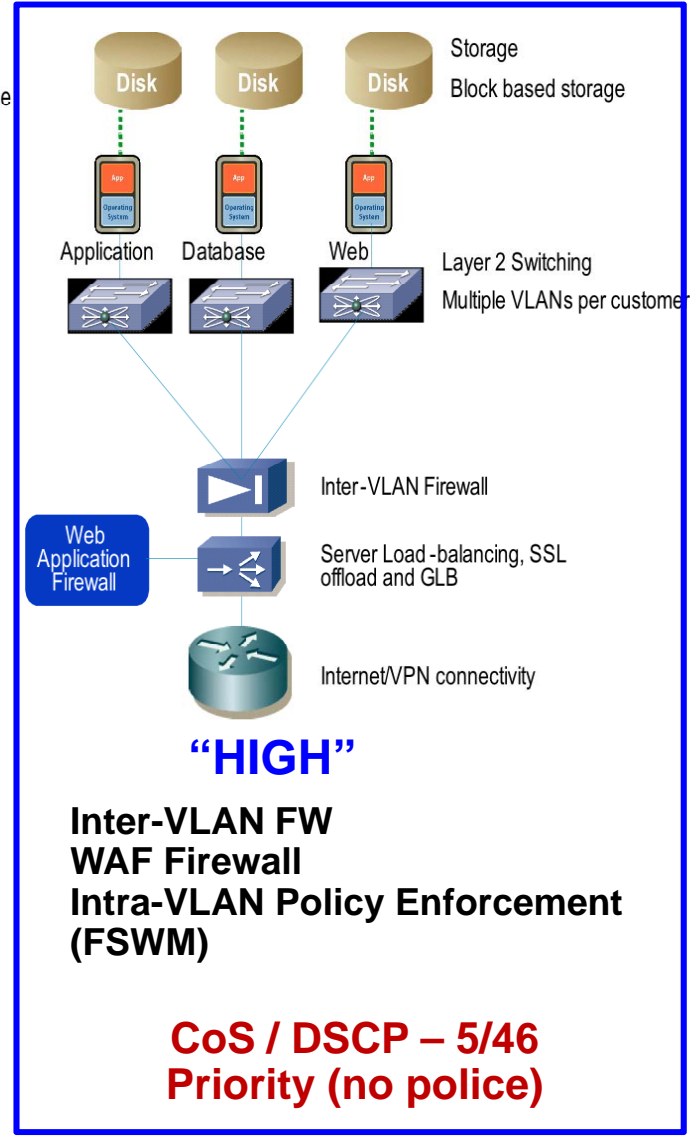 e
Disk Disk Disk
Storage
Block based storage
App App App
Operating Operating Operating
System System System
Application Database Web
Layer 2 Switching
Multiple VLANs per customer
Inter-VLAN Firewall
Web
Application
Firewall
Server Load-balancing, SSL
offload and GLB
Internet/VPN connectivity
“HIGH”
Inter-VLAN FW
WAF Firewall
Intra-VLAN Policy Enforcement
(FSWM)
CoS / DSCP – 5/46
Priority (no police)